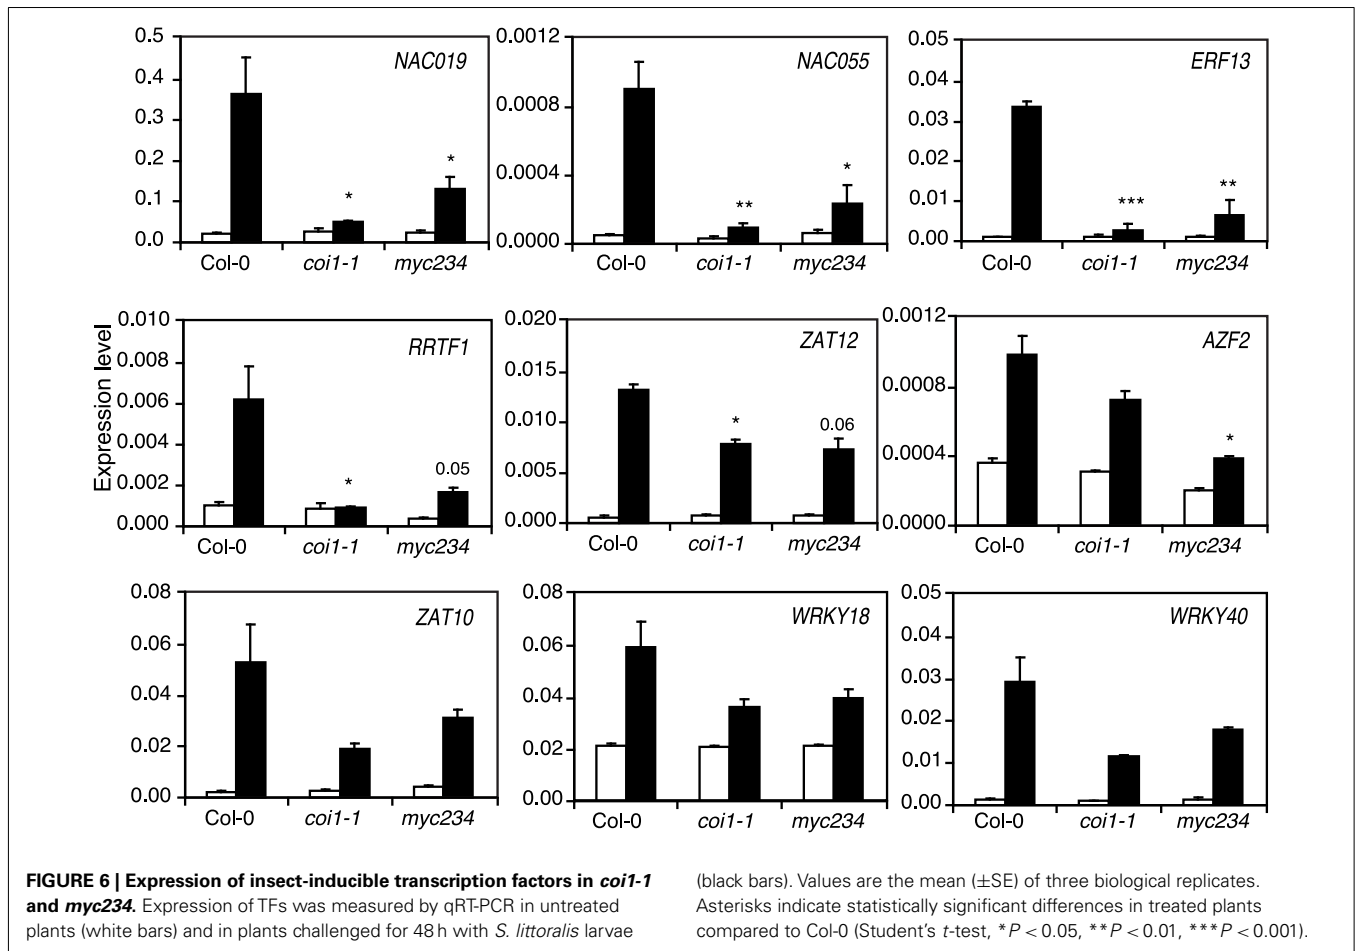 0.5
0.4
0.3
0.2
0.1
0.0
NAC019
*
*
Col-0 coi1-1 myc234
0.0012
0.0008
0.0004
0.0000
NAC055
**
*
Col-0 coi1-1 myc234
0.05
0.04
0.03
0.02
0.01
0.00
ERF13
***
**
Col-0 coi1-1 myc234
Expression level
0.010
0.008
0.006
0.004
0.002
0.000
RRTF1
*
0.05
Col-0 coi1-1 myc234
0.020
0.015
0.010
0.005
0.000
ZAT12
*
0.06
Col-0 coi1-1 myc234
0.0012
0.0008
0.0004
0.0000
AZF2
*
Col-0 coi1-1 myc234
0.08
0.06
0.04
0.02
0.00
ZAT10
Col-0 coi1-1 myc234
0.08
0.06
0.04
0.02
0.00
WRKY18
Col-0 coi1-1 myc234
0.05
0.04
0.03
0.02
0.01
0.00
WRKY40
Col-0 coi1-1 myc234
FIGURE 6 | Expression of insect-inducible transcription factors in coi1-1
and myc234. Expression of TFs was measured by qRT-PCR in untreated
plants (white bars) and in plants challenged for 48 h with S. littoralis larvae
(black bars). Values are the mean (±SE) of three biological replicates.
Asterisks indicate statistically significant differences in treated plants
compared to Col-0 (Student's t-test, *P < 0.05, **P < 0.01, ***P < 0.001).